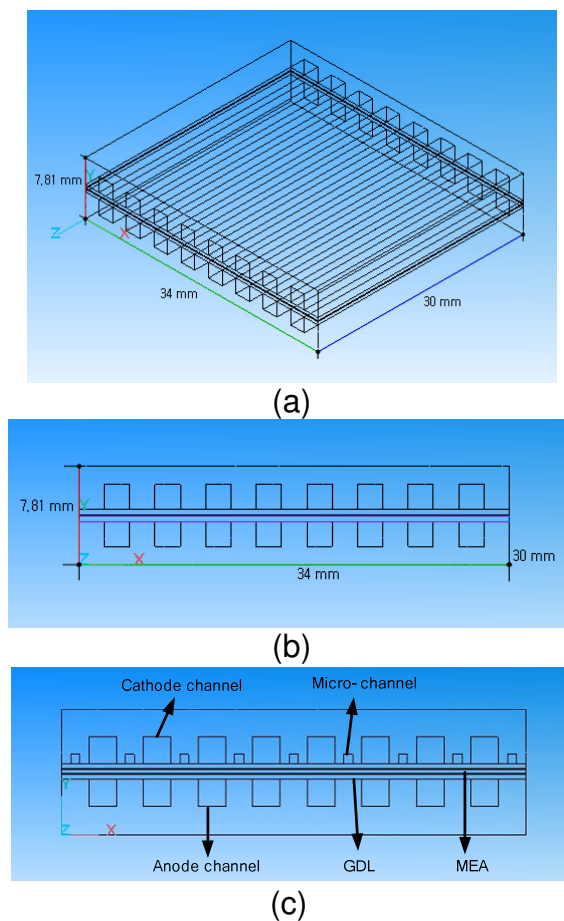 7,81 mm
Y
Z
X
34 mm
30 mm
(a)
7,81 mm
Y
Z
X
34 mm
30 mm
(b)
Cathode channel
Micro-channel
Y
Z
X
Anode channel
GDL
MEA
(c)